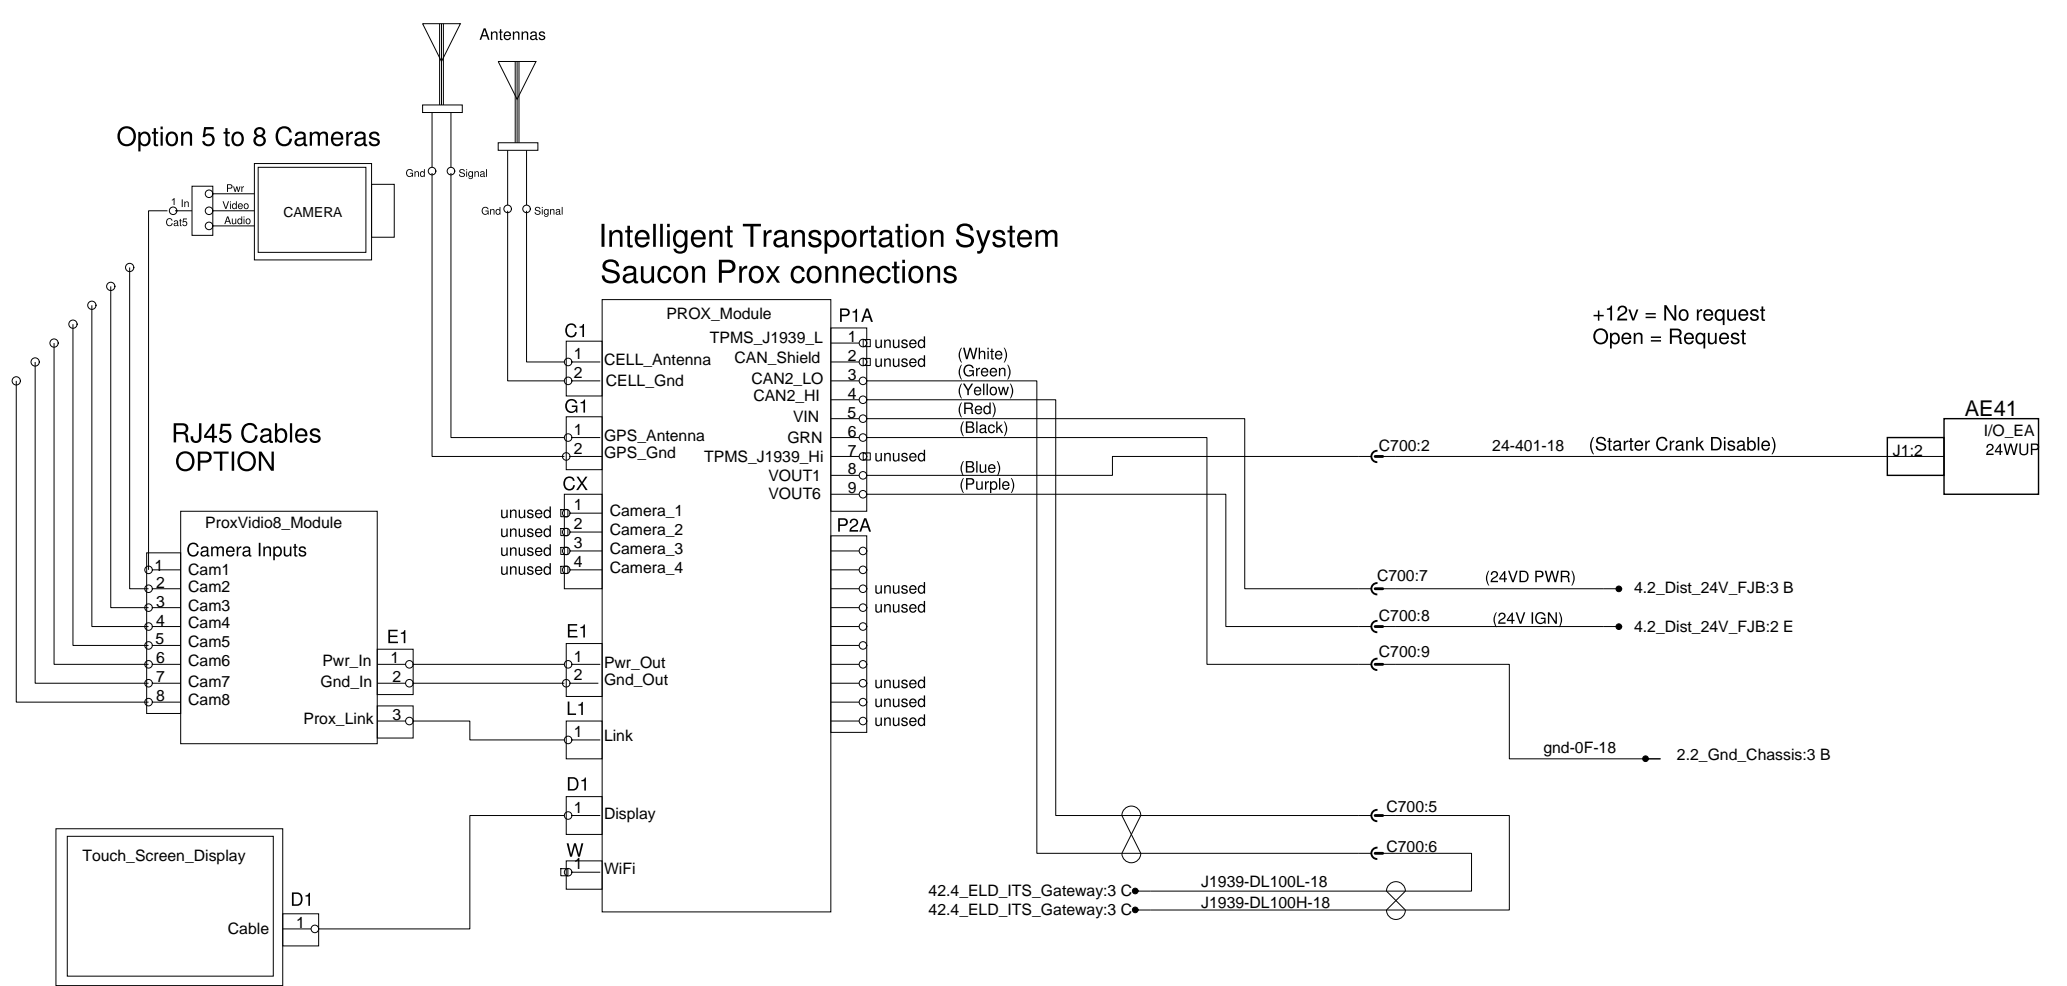 Antennas
Option 5 to 8 Cameras
Gnd
Signal
Pwr
1 In
Video
Cat5
Audio
CAMERA
Gnd
Signal
Intelligent Transportation System
Saucon Prox connections
+12v = No request
Open = Request
PROX_Module
C1
1 CELL_Antenna
2 CELL_Gnd
G1
1 GPS_Antenna
2 GPS_Gnd
CX
unused 1 Camera_1
unused 2 Camera_2
unused 3 Camera_3
unused 4 Camera_4
E1
1 Pwr_Out
2 Gnd_Out
L1
1 Link
D1
1 Display
W
1 WiFi
P1A
TPMS_J1939_L 1 unused
CAN_Shield 2 unused
(White)
CAN2_LO 3 (Green)
CAN2_HI 4 (Yellow)
VIN 5 (Red)
GRN 6 (Black)
TPMS_J1939_Hi 7 unused
VOUT1 8 (Blue)
VOUT6 9 (Purple)
P2A
unused
unused
unused
unused
unused
C700:2 24-401-18 (Starter Crank Disable)
AE41
I/O_EA
J1:2 24WUP
C700:7 (24VD PWR) 4.2_Dist_24V_FJB:3 B
C700:8 (24V IGN) 4.2_Dist_24V_FJB:2 E
C700:9
gnd-0F-18 2.2_Gnd_Chassis:3 B
C700:5
C700:6
42.4_ELD_ITS_Gateway:3 C J1939-DL100L-18
42.4_ELD_ITS_Gateway:3 C J1939-DL100H-18
RJ45 Cables
OPTION
ProxVidio8_Module
Camera Inputs
1 Cam1
2 Cam2
3 Cam3
4 Cam4
5 Cam5
6 Cam6
7 Cam7
8 Cam8
E1
Pwr_In 1
Gnd_In 2
Prox_Link 3
Touch_Screen_Display
D1
Cable 1